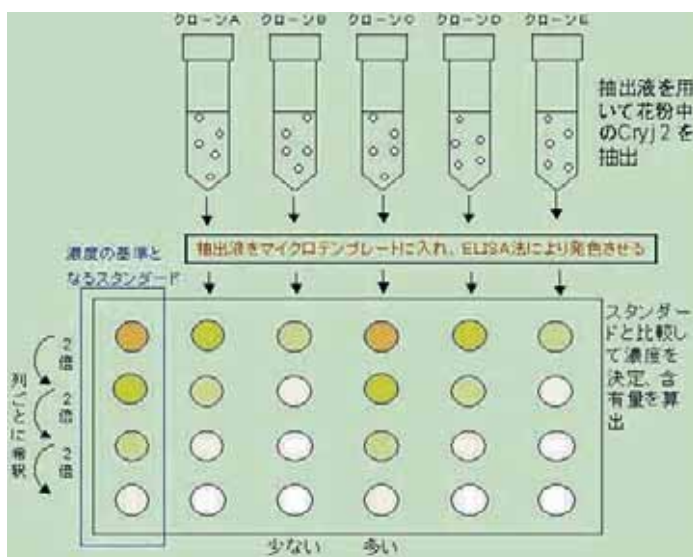 クローンA クローンB クローンC クローンD クローンE
抽出液を用
いて花粉中
のCryj2を
抽出
濃度の基準と
なるスタンダード
抽出液をマイクロテンプレートに入れ、ELISA法により発色させる
列ごとに希釈
2倍
2倍
2倍
スタンダー
ドと比較し
て濃度を
決定、含
有量を算
出
少ない 多い